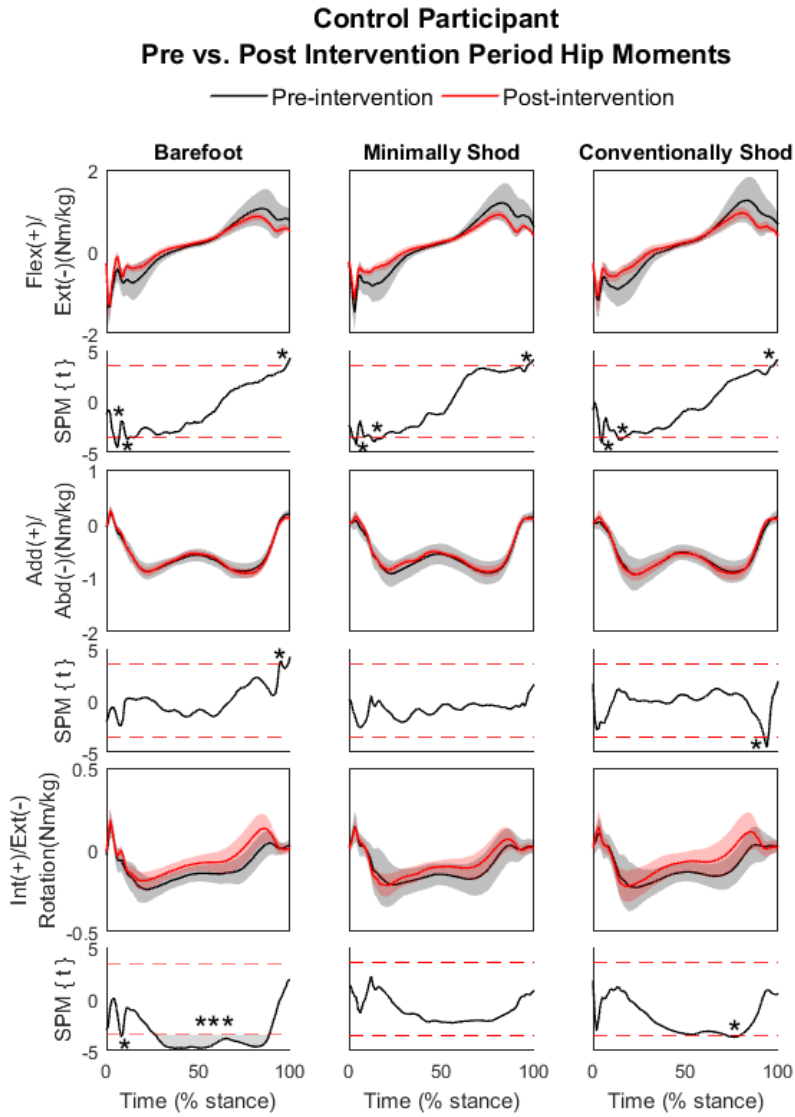 Control Participant
Pre vs. Post Intervention Period Hip Moments
Pre-intervention Post-intervention
Barefoot Minimally Shod Conventionally Shod
Flex(+)/
Ext(-)(Nm/kg)
2
0
-2
SPM { t }
5
0
-5
* * * * * * * * *
Add(+)/
Abd(-)(Nm/kg)
1
0
-1
-2
SPM { t }
5
0
-5
* *
Int(+)/Ext(-)
Rotation(Nm/kg)
0.5
0
-0.5
SPM { t }
5
0
-5
* *** *
0 50 100 0 50 100 0 50 100
Time (% stance) Time (% stance) Time (% stance)